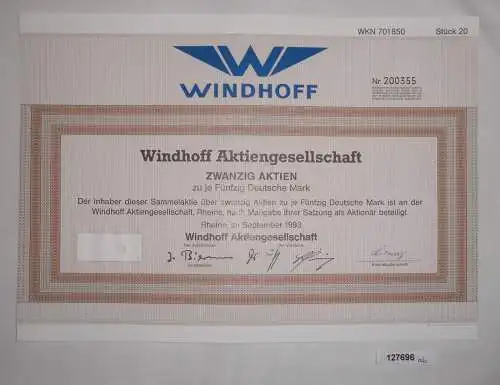 WKN 701850 Stück 20
WINDHOFF
Nr. 200355
Windhoff Aktiengesellschaft
ZWANZIG AKTIEN
zu je Fünfzig Deutsche Mark
Der Inhaber dieser Sammelaktie über zwanzig Aktien zu je Fünfzig Deutsche Mark ist an der
Windhoff Aktiengesellschaft, Rheine, nach Maßgabe ihrer Satzung als Aktionär beteiligt.
Rheine, im September 1993
Windhoff Aktiengesellschaft
127696